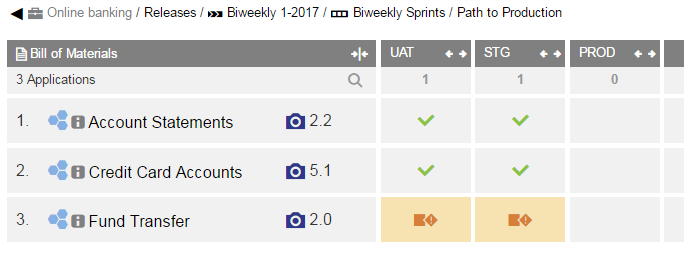 Online banking / Releases / Biweekly 1-2017 / Biweekly Sprints / Path to Production
Bill of Materials UAT STG PROD
3 Applications 1 1 0
1. Account Statements 2.2
2. Credit Card Accounts 5.1
3. Fund Transfer 2.0